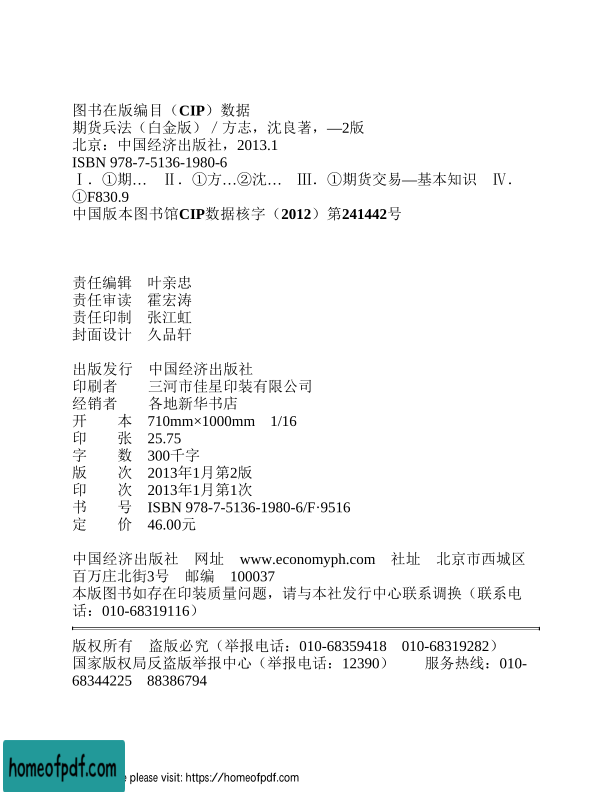 图书在版编目（CIP）数据
期货兵法（白金版）／方志，沈良著，—2版
北京：中国经济出版社，2013.1
ISBN 978-7-5136-1980-6
Ⅰ．①期… Ⅱ．①方…②沈… Ⅲ．①期货交易—基本知识 Ⅳ．
①F830.9
中国版本图书馆CIP数据核字（2012）第241442号
责任编辑 叶亲忠
责任审读 霍宏涛
责任印制 张江虹
封面设计 久品轩
出版发行 中国经济出版社
印刷者 三河市佳星印装有限公司
经销者 各地新华书店
开 本 710mm×1000mm 1/16
印 张 25.75
字 数 300千字
版 次 2013年1月第2版
印 次 2013年1月第1次
书 号 ISBN 978-7-5136-1980-6/F·9516
定 价 46.00元
中国经济出版社 网址 www.economyph.com 社址 北京市西城区
百万庄北街3号 邮编 100037
本版图书如存在印装质量问题，请与本社发行中心联系调换（联系电
话：010-68319116）
版权所有 盗版必究（举报电话：010-68359418 010-68319282）
国家版权局反盗版举报中心（举报电话：12390） 服务热线：010-
68344225 88386794
homeofpdf.com
please visit: https://homeofpdf.com